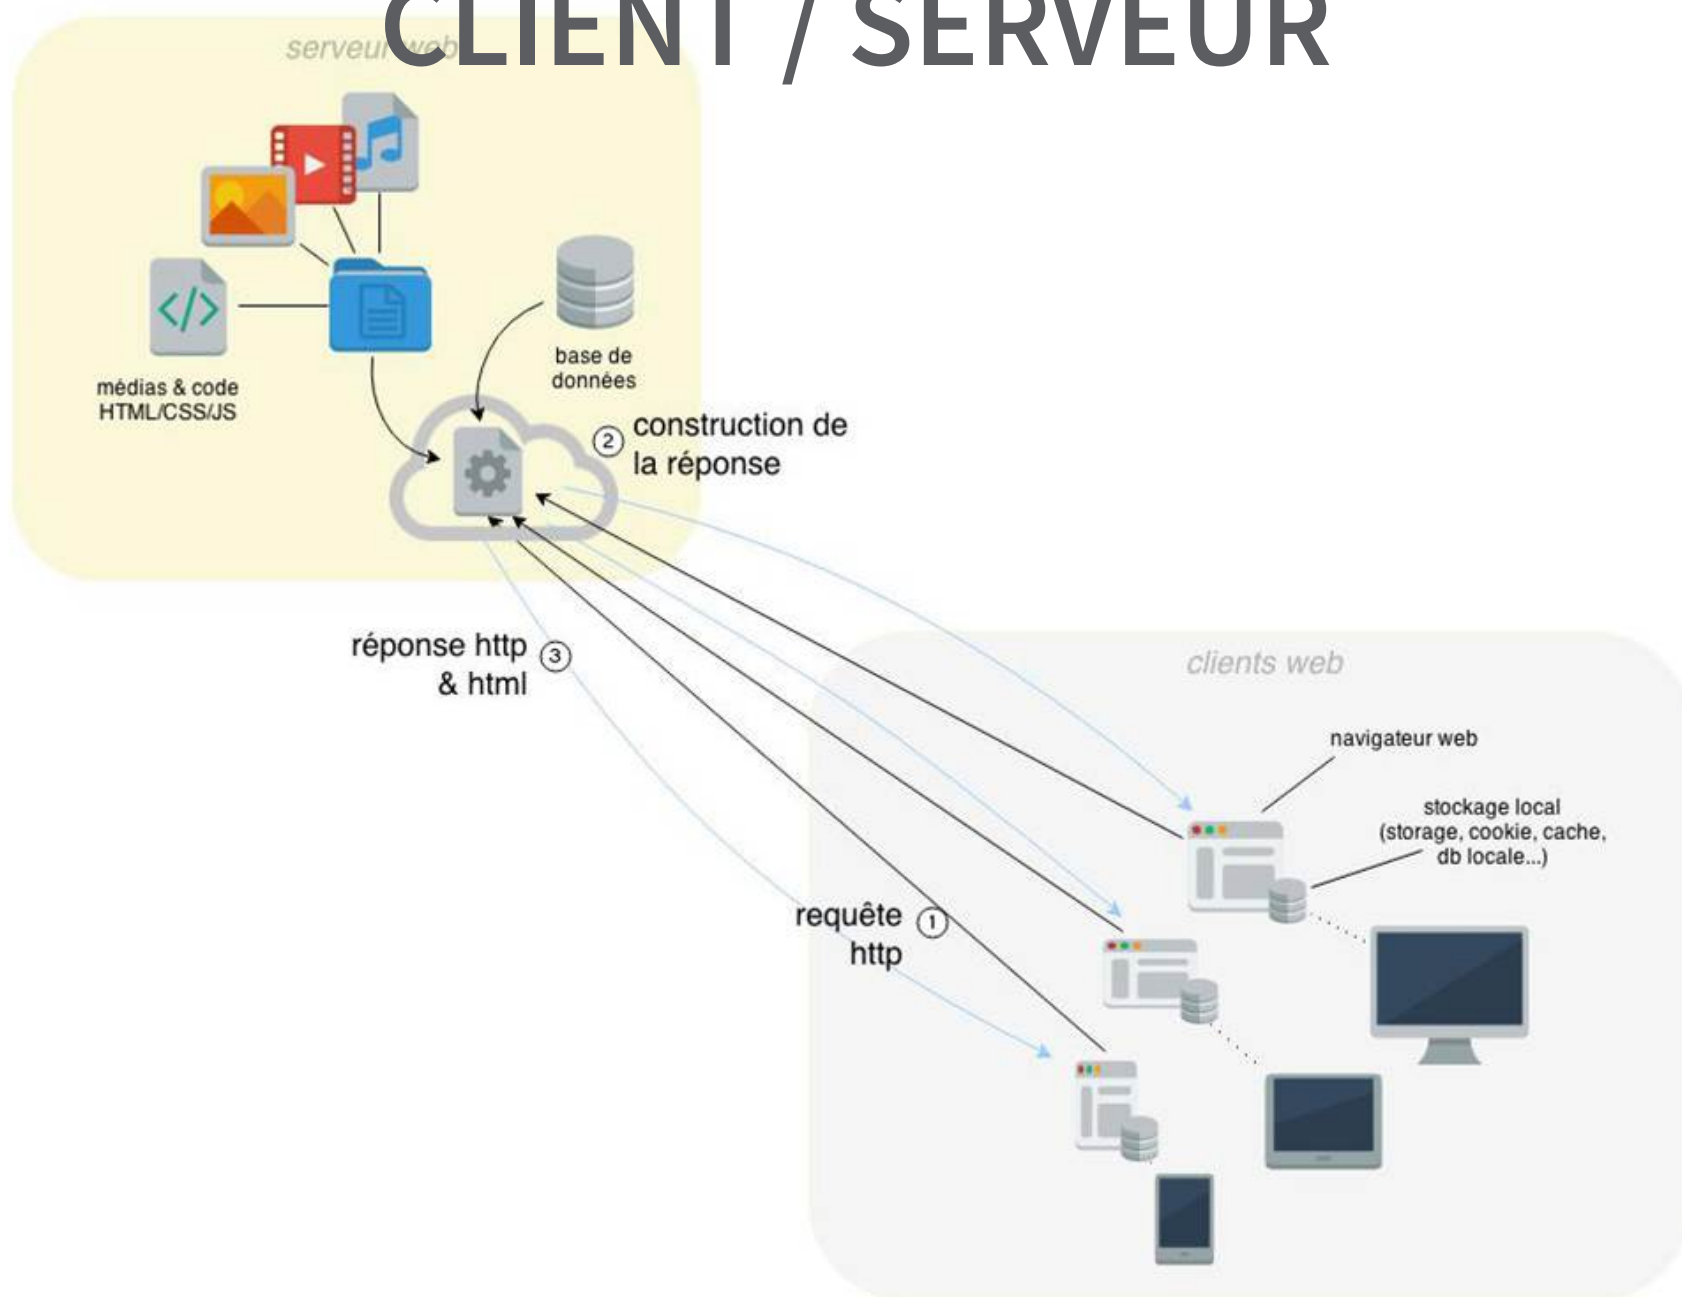 CLIENT / SERVEUR
serveur web
médias & code
HTML/CSS/JS
base de
données
2
construction de
la réponse
réponse http
& html
3
clients web
navigateur web
stockage local
(storage, cookie, cache,
db locale...)
requête
http
1